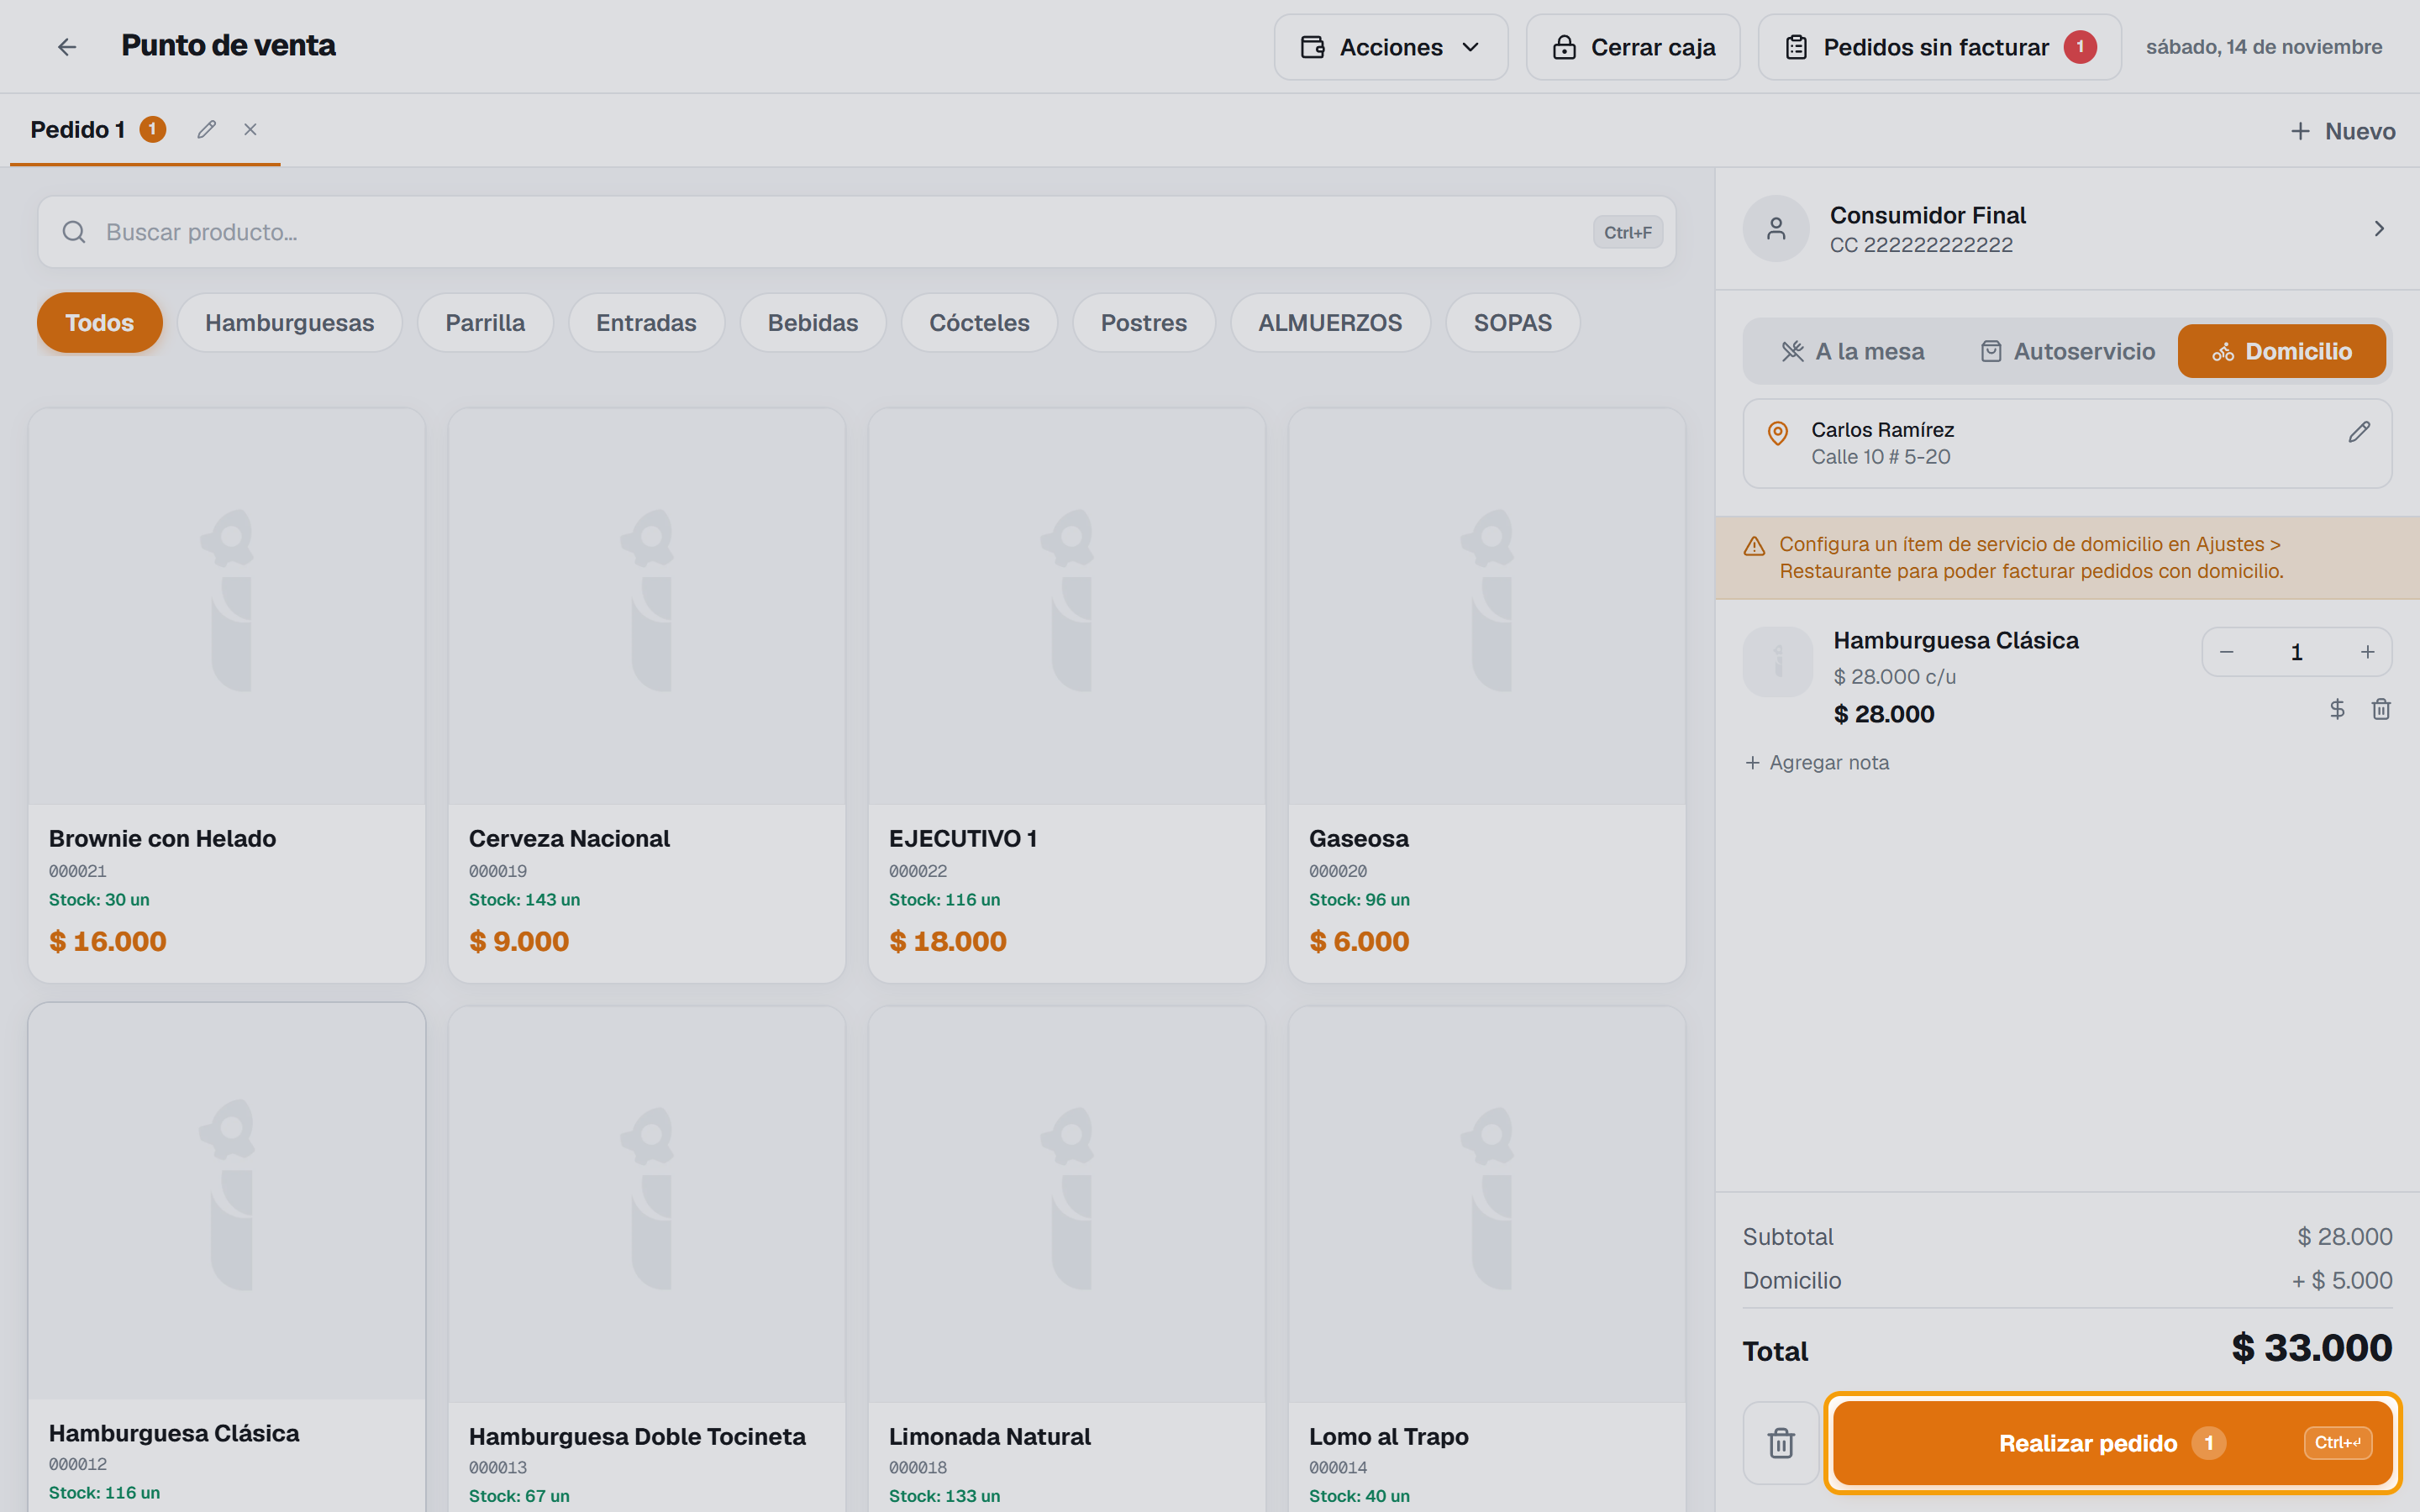 Punto de venta
Acciones
Cerrar caja
Pedidos sin facturar 1
sábado, 14 de noviembre
Pedido 1 1
Nuevo
Buscar producto...
Ctrl+F
Todos
Hamburguesas
Parrilla
Entradas
Bebidas
Cócteles
Postres
ALMUERZOS
SOPAS
Brownie con Helado
000021
Stock: 30 un
$ 16.000
Cerveza Nacional
000019
Stock: 143 un
$ 9.000
EJECUTIVO 1
000022
Stock: 116 un
$ 18.000
Gaseosa
000020
Stock: 96 un
$ 6.000
Hamburguesa Clásica
000012
Stock: 116 un
Hamburguesa Doble Tocineta
000013
Stock: 67 un
Limonada Natural
000018
Stock: 133 un
Lomo al Trapo
000014
Stock: 40 un
Consumidor Final
CC 222222222222
A la mesa
Autoservicio
Domicilio
Carlos Ramírez
Calle 10 # 5-20
Configura un ítem de servicio de domicilio en Ajustes >
Restaurante para poder facturar pedidos con domicilio.
Hamburguesa Clásica
$ 28.000 c/u
$ 28.000
1
Agregar nota
Subtotal $ 28.000
Domicilio + $ 5.000
Total $ 33.000
Realizar pedido 1 Ctrl+↵